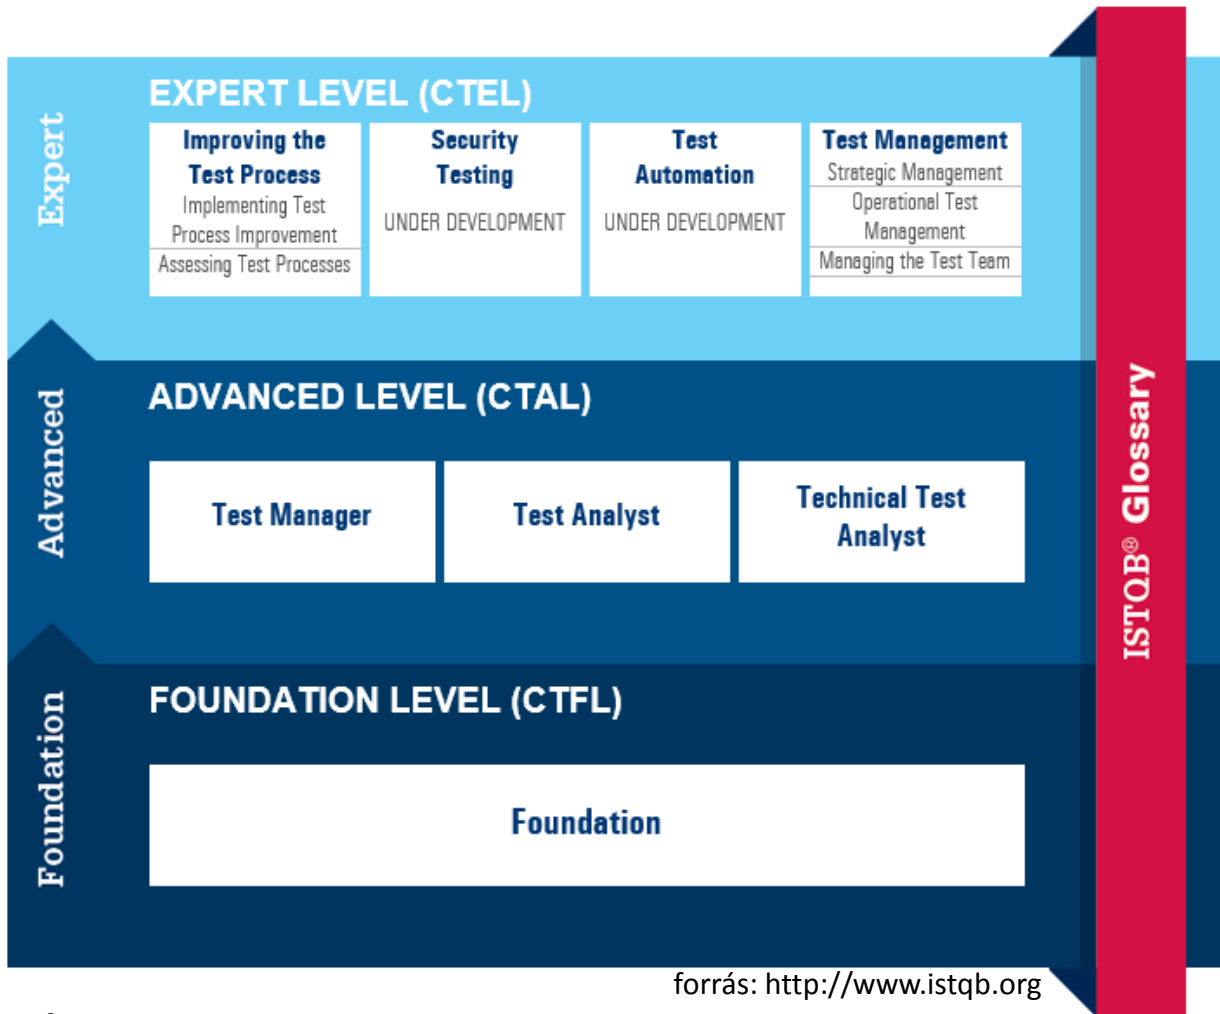 Expert
EXPERT LEVEL (CTEL)
Improving the
Test Process
Implementing Test
Process Improvement
Assessing Test Processes
Security
Testing
UNDER DEVELOPMENT
Test
Automation
UNDER DEVELOPMENT
Test Management
Strategic Management
Operational Test
Management
Managing the Test Team
Advanced
ADVANCED LEVEL (CTAL)
Test Manager
Test Analyst
Technical Test
Analyst
Foundation
FOUNDATION LEVEL (CTFL)
Foundation
ISTQB® Glossary
forrás: http://www.istqb.org